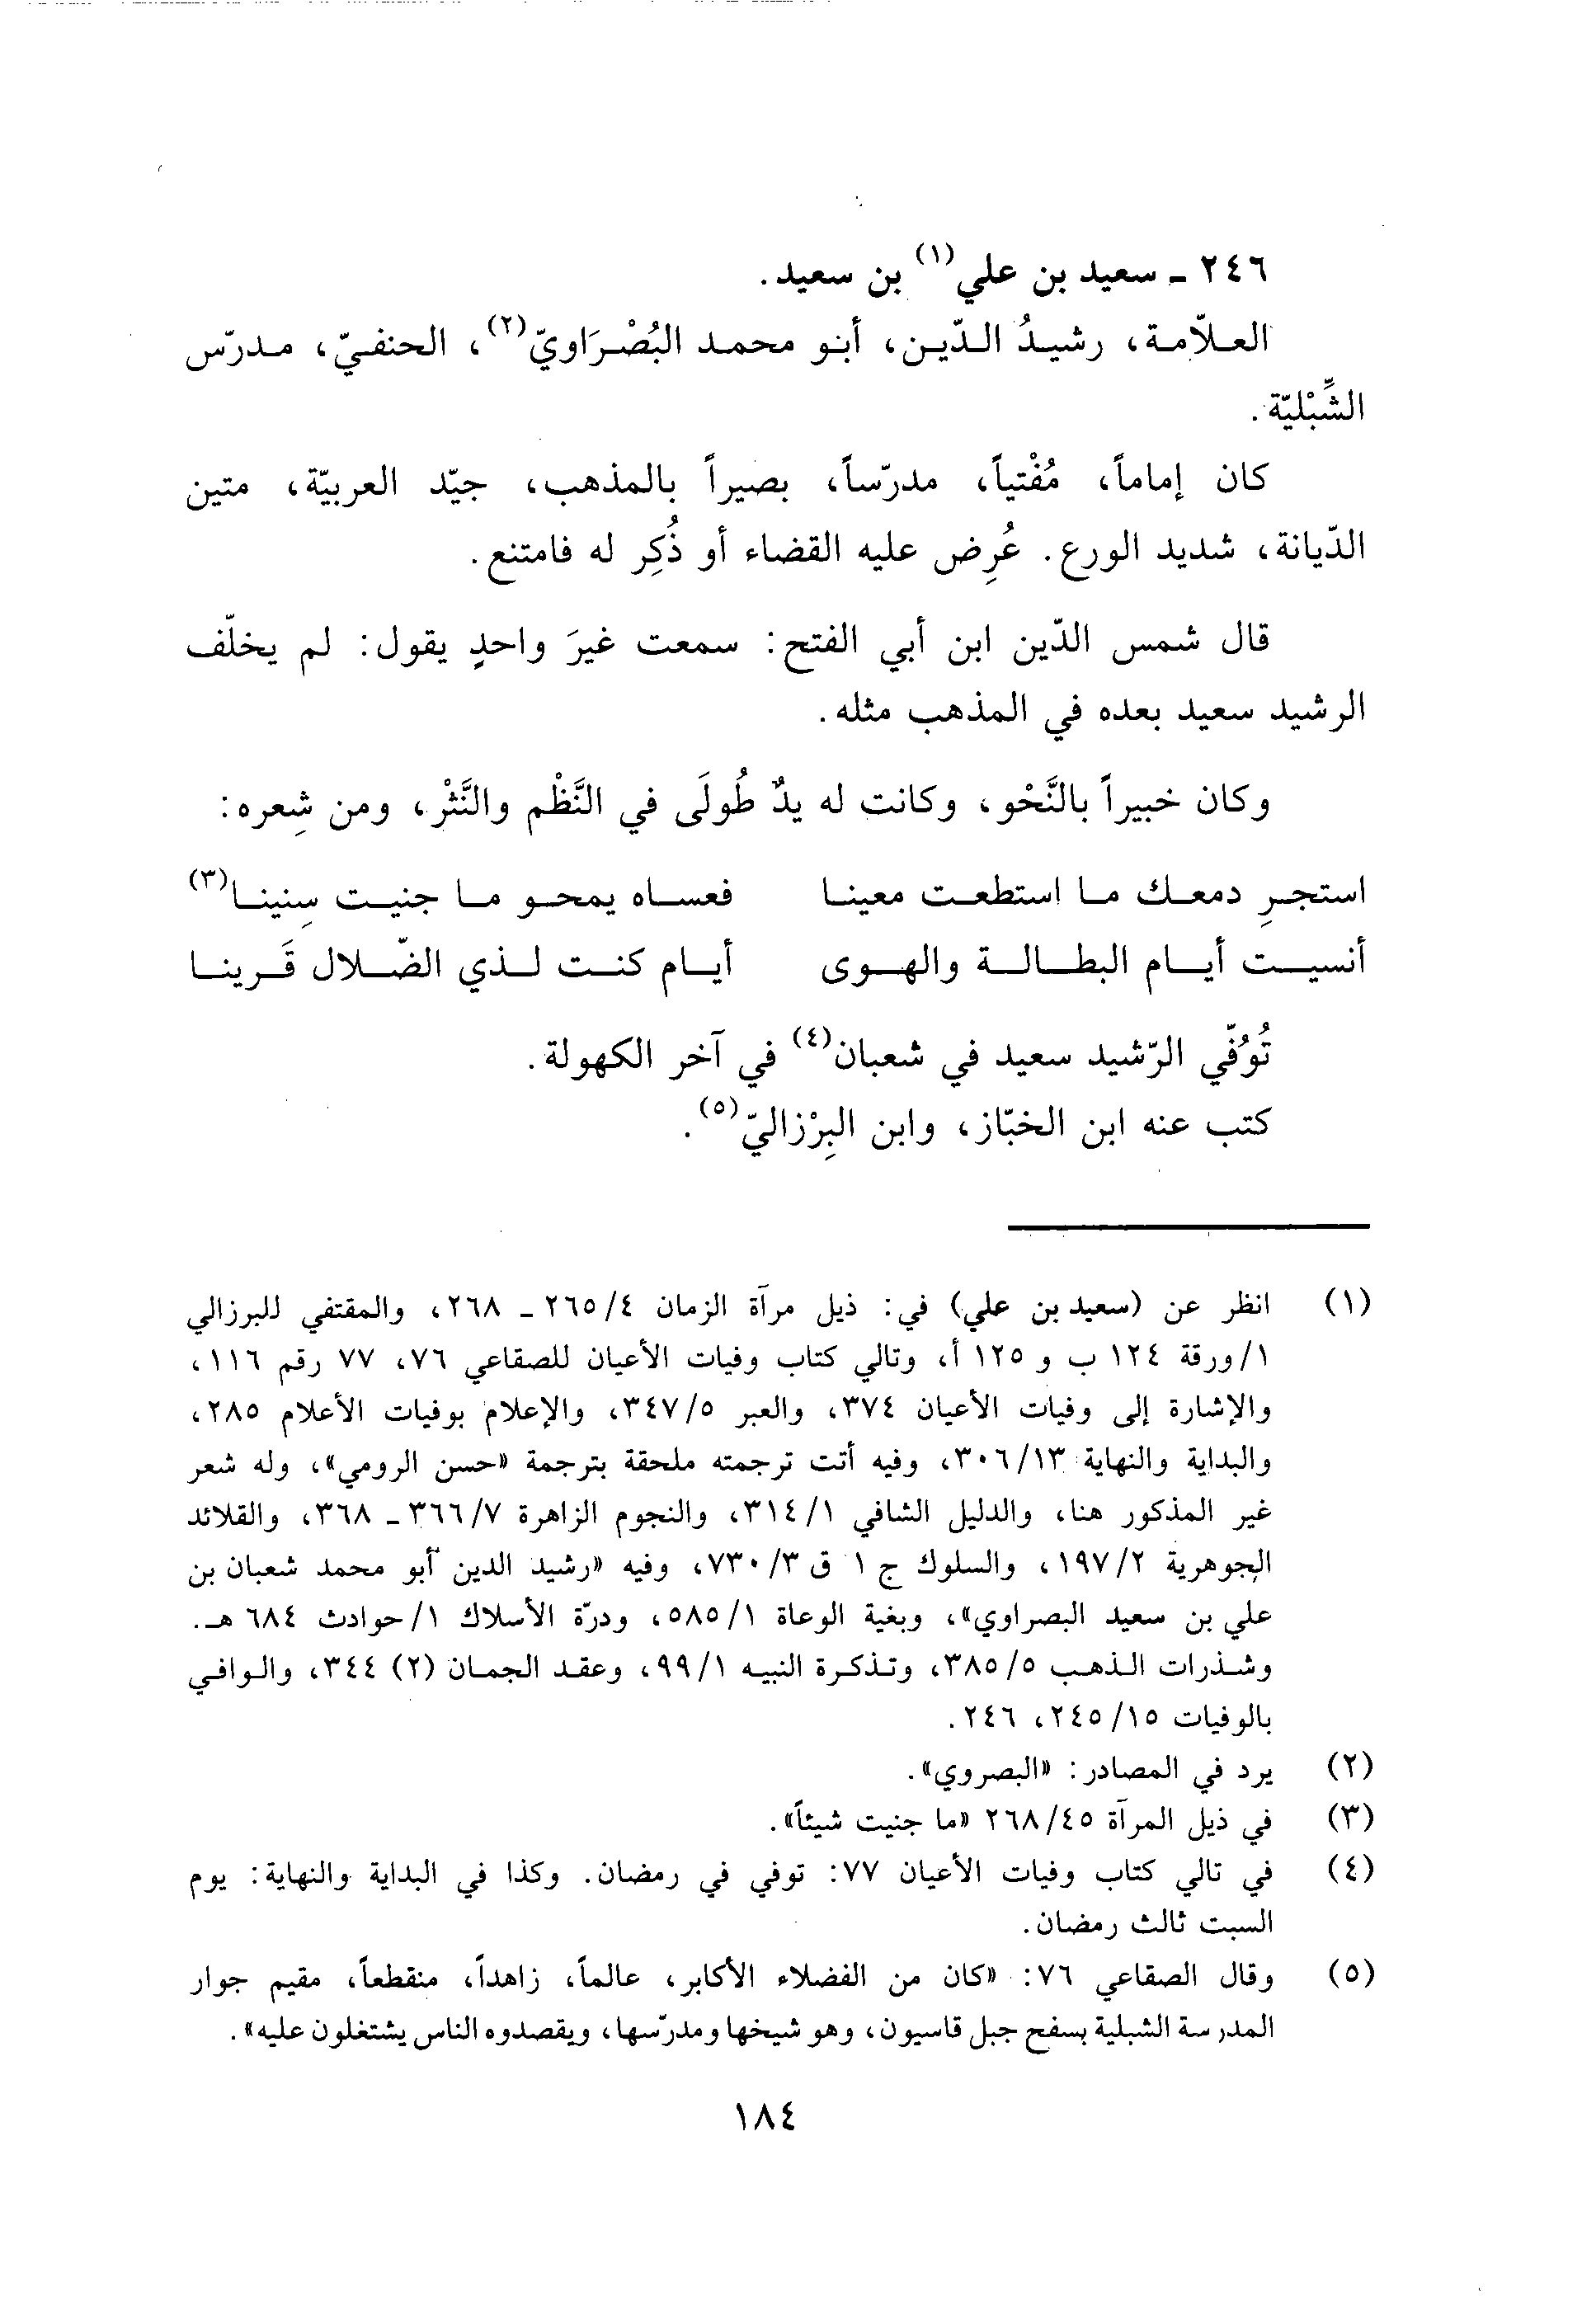 ٢٤٦ ـ سعيد بن علي(١) بن سعيد.
العلّامة، رشيدُ الدّين، أبو محمد البُصْرَاويّ(٢)، الحنفيّ، مدرّس
الشِّبْليّة.
كان إماماً، مُفْتياً، مدرّساً، بصيراً بالمذهب، جيّد العربيّة، متين
الدّيانة، شديد الورع. عُرِض عليه القضاء أو ذُكِر له فامتنع.
قال شمس الدّين ابن أبي الفتح: سمعت غيرَ واحدٍ يقول: لم يخلّف
الرشيد سعيد بعده في المذهب مثله.
وكان خبيراً بالنَّحْو، وكانت له يدٌ طُولَى في النَّظْم والنَّثْر، ومن شِعره:
استجرِ دمعك ما استطعت معينا فعساه يمحو ما جنيت سِنينا(٣)
أنسيت أيام البطالة والهوى أيام كنت لذي الضّلال قَرينا
تُوُفّي الرّشيد سعيد في شعبان(٤) في آخر الكهولة.
كتب عنه ابن الخبّاز، وابن البِرْزاليّ(٥).
(١) انظر عن (سعيد بن علي) في: ذيل مرآة الزمان ٤/٢٦٥ ـ ٢٦٨، والمقتفي للبرزالي
١/ورقة ١٢٤ ب و ١٢٥ أ، وتالي كتاب وفيات الأعيان للصقاعي ٧٦، ٧٧ رقم ١١٦،
والإشارة إلى وفيات الأعيان ٣٧٤، والعبر ٥/٣٤٧، والإعلام بوفيات الأعلام ٢٨٥،
والبداية والنهاية ١٣/٣٠٦، وفيه أتت ترجمته ملحقة بترجمة «حسن الرومي»، وله شعر
غير المذكور هنا، والدليل الشافي ١/٣١٤، والنجوم الزاهرة ٧/٣٦٦ ـ ٣٦٨، والقلائد
الجوهرية ٢/١٩٧، والسلوك ج ١ ق ٣/٧٣٠، وفيه «رشيد الدين أبو محمد شعبان بن
علي بن سعيد البصراوي»، وبغية الوعاة ١/٥٨٥، ودرّة الأسلاك ١/حوادث ٦٨٤ هـ.
وشذرات الذهب ٥/٣٨٥، وتذكرة النبيه ١/٩٩، وعقد الجمان (٢) ٣٤٤، والوافي
بالوفيات ١٥/٢٤٥، ٢٤٦.
(٢) يرد في المصادر: «البصروي».
(٣) في ذيل المرآة ٤٥/٢٦٨ «ما جنيت شيئاً».
(٤) في تالي كتاب وفيات الأعيان ٧٧: توفي في رمضان. وكذا في البداية والنهاية: يوم
السبت ثالث رمضان.
(٥) وقال الصقاعي ٧٦: «كان من الفضلاء الأكابر، عالماً، زاهداً، منقطعاً، مقيم جوار
المدرسة الشبلية بسفح جبل قاسيون، وهو شيخها ومدرّسها، ويقصدوه الناس يشتغلون عليه».
١٨٤